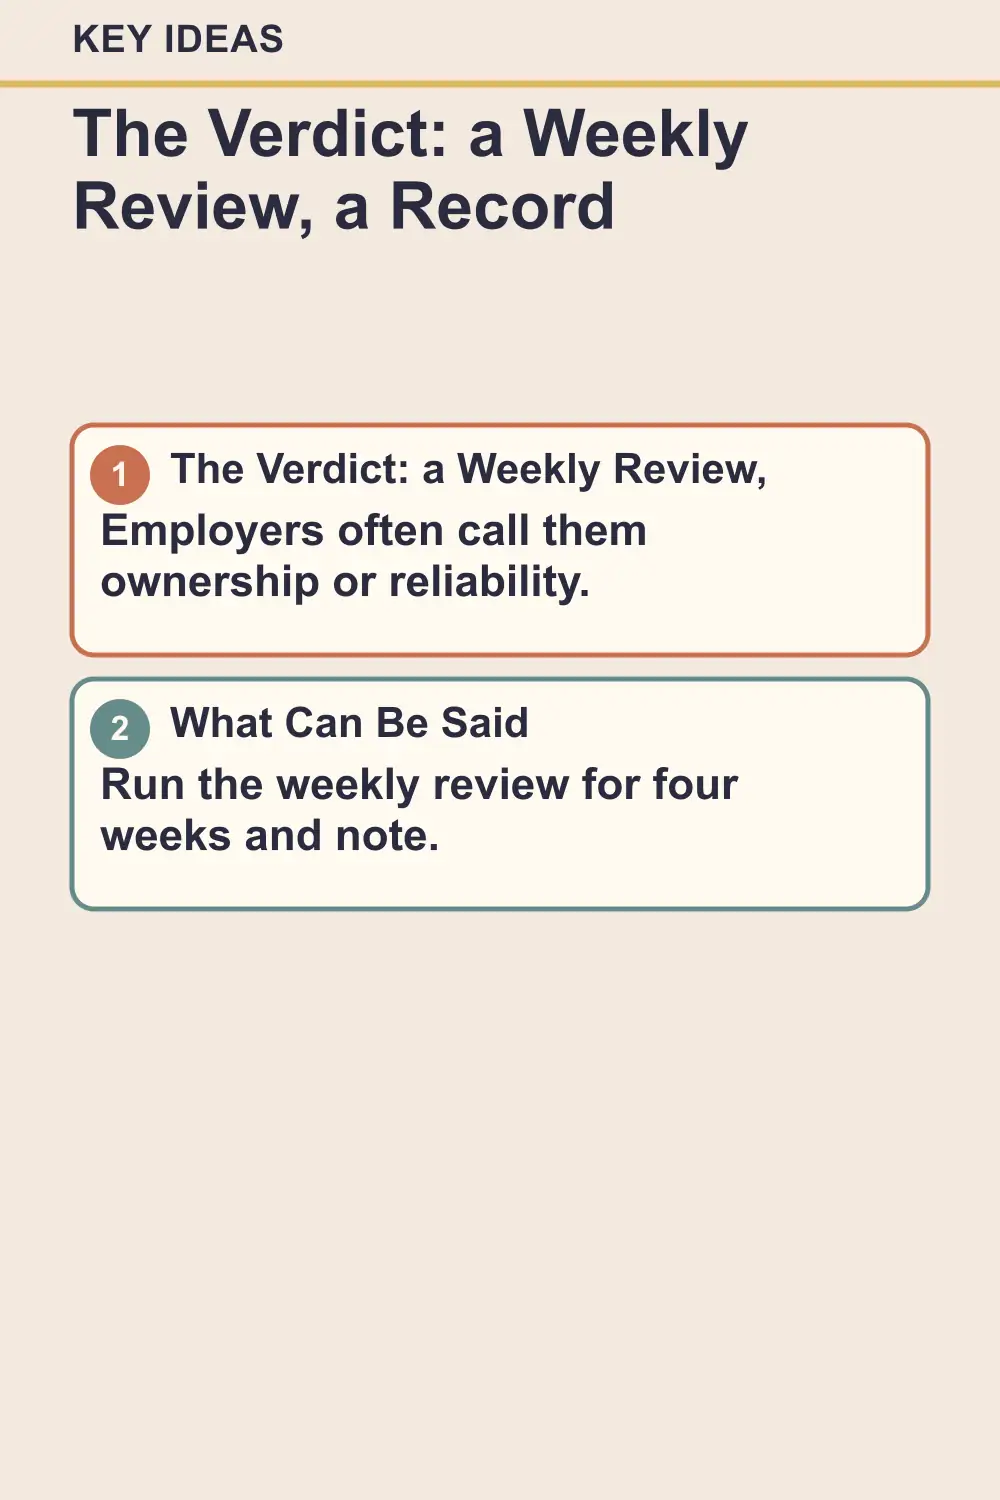 KEY IDEAS
The Verdict: a Weekly
Review, a Record
1 The Verdict: a Weekly Review,
Employers often call them
ownership or reliability.
2 What Can Be Said
Run the weekly review for four
weeks and note.